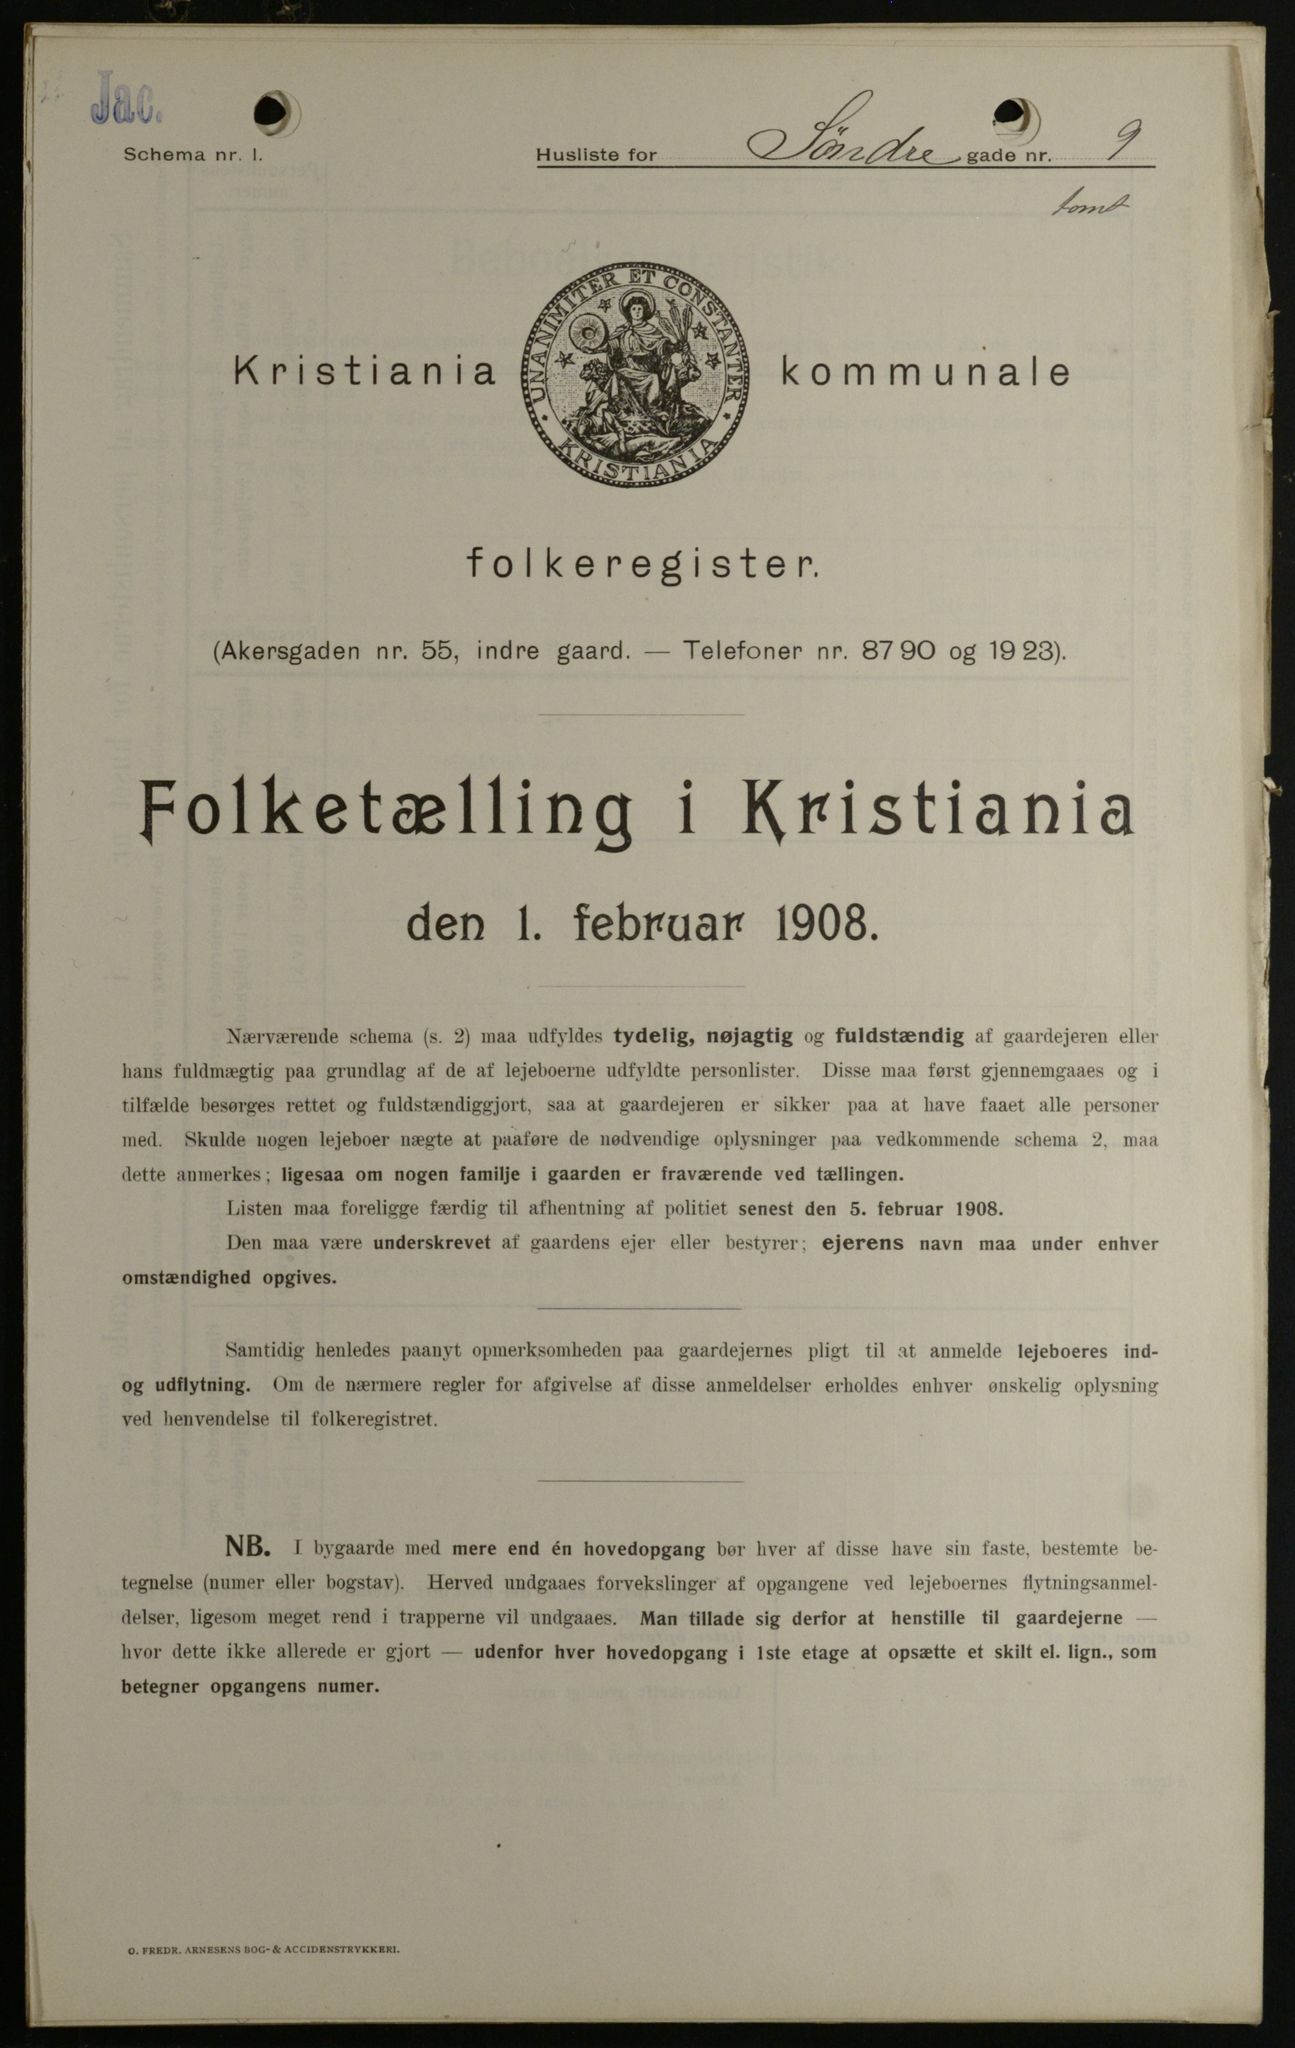 Jac.
Schema nr. 1. Husliste for Söndre gade nr. 9
tomt
UNANIMITER ET CONSTANTER
KRISTIANIA
Kristiania kommunale
folkeregister.
(Akersgaden nr. 55, indre gaard. — Telefoner nr. 8790 og 1923).
Folketælling i Kristiania
den 1. februar 1908.
Nærværende schema (s. 2) maa udfyldes tydelig, nøjagtig og fuldstændig af gaardejeren eller
hans fuldmægtig paa grundlag af de af lejeboerne udfyldte personlister. Disse maa først gjennemgaaes og i
tilfælde besørges rettet og fuldstændiggjort, saa at gaardejeren er sikker paa at have faaet alle personer
med. Skulde nogen lejeboer nægte at paaføre de nødvendige oplysninger paa vedkommende schema 2, maa
dette anmerkes; ligesaa om nogen familje i gaarden er fraværende ved tællingen.
Listen maa foreligge færdig til afhentning af politiet senest den 5. februar 1908.
Den maa være underskrevet af gaardens ejer eller bestyrer; ejerens navn maa under enhver
omstændighed opgives.
Samtidig henledes paanyt opmerksomheden paa gaardejernes pligt til at anmelde lejeboeres ind-
og udflytning. Om de nærmere regler for afgivelse af disse anmeldelser erholdes enhver ønskelig oplysning
ved henvendelse til folkeregistret.
NB. I bygaarde med mere end én hovedopgang bør hver af disse have sin faste, bestemte be-
tegnelse (numer eller bogstav). Herved undgaaes forvekslinger af opgangene ved lejeboernes flytningsanmel-
delser, ligesom meget rend i trapperne vil undgaaes. Man tillade sig derfor at henstille til gaardejerne —
hvor dette ikke allerede er gjort — udenfor hver hovedopgang i 1ste etage at opsætte et skilt el. lign., som
betegner opgangens numer.
O. FREDR. ARNESENS BOG- & ACCIDENSTRYKKERI.